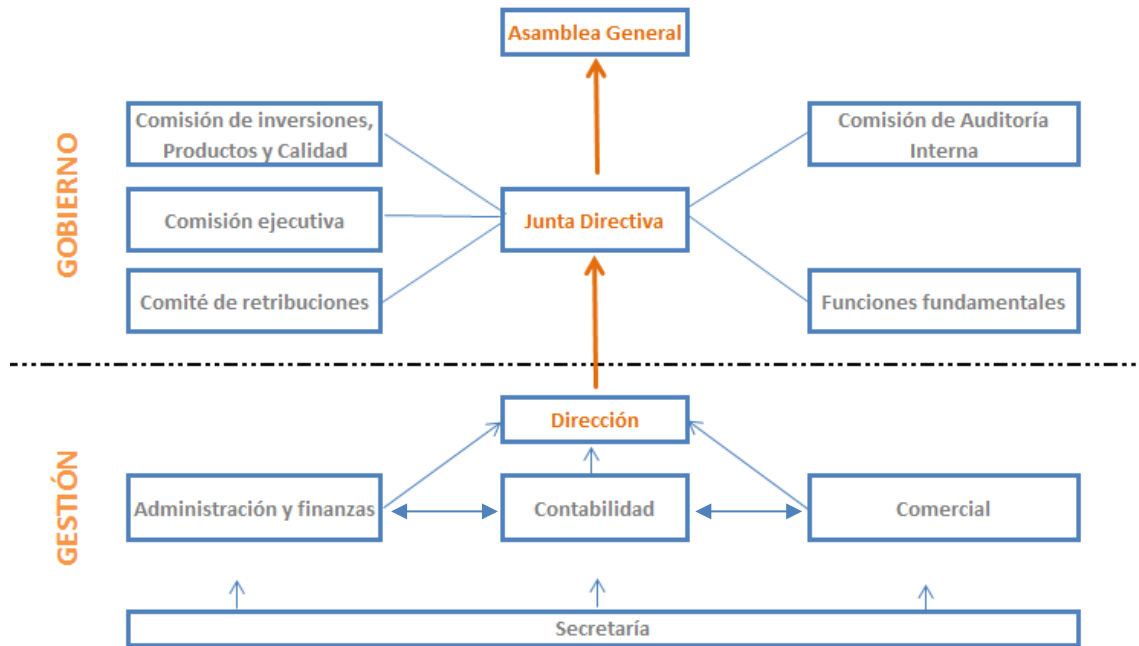 Asamblea General
GOBIERNO
Comisión de inversiones,
Productos y Calidad
Comisión de Auditoría
Interna
Comisión ejecutiva
Junta Directiva
Comité de retribuciones
Funciones fundamentales
GESTIÓN
Dirección
Administración y finanzas
Contabilidad
Comercial
Secretaría